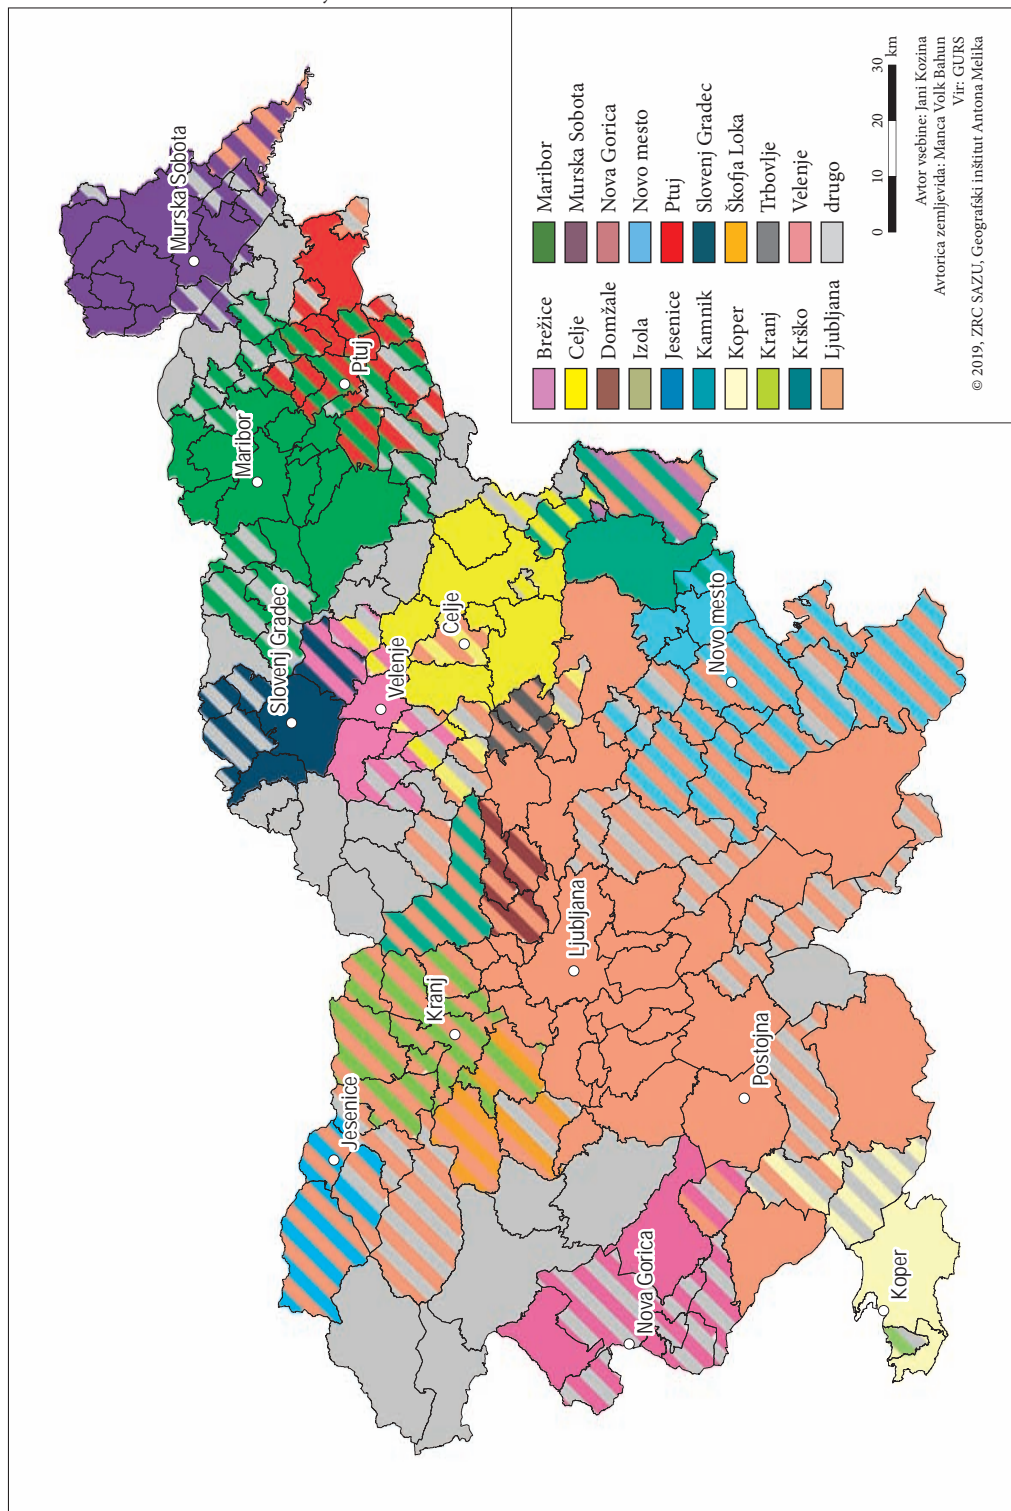 Murska Sobota
Maribor
Ptuj
Slovenj Gradec
Velenje
Celje
Novo mesto
Jesenice
Kranj
Ljubljana
Postojna
Nova Gorica
Koper
Brežice
Celje
Domžale
Izola
Jesenice
Kamnik
Koper
Kranj
Krško
Ljubljana
Maribor
Murska Sobota
Nova Gorica
Novo mesto
Ptuj
Slovenj Gradec
Škofja Loka
Trbovlje
Velenje
drugo
0 10 20 30 km
Avtor vsebine: Jani Kozina
Avtorica zemljevida: Manca Volk Bahun
Vir: GURS
© 2019, ZRC SAZU, Geografski inštitut Antona Melika